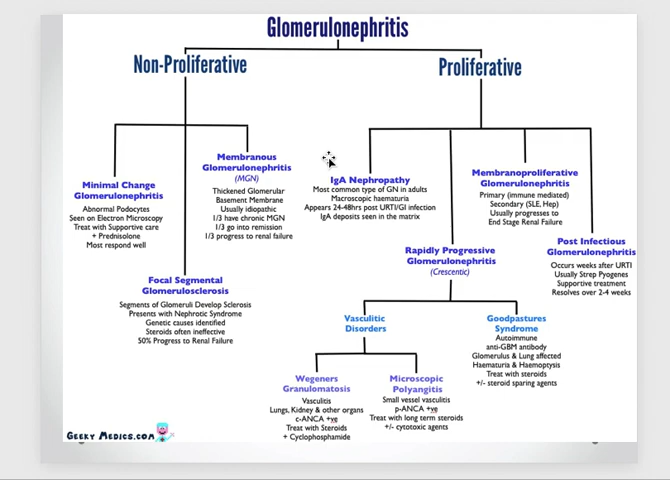 Glomerulonephritis
Non-Proliferative
Proliferative
Minimal Change
Glomerulonephritis
Abnormal Podocytes
Seen on Electron Microscopy
Treat with Supportive care
+ Prednisolone
Most respond well
Membranous
Glomerulonephritis
(MGN)
Thickened Glomerular
Basement Membrane
Usually idiopathic
1/3 have chronic MGN
1/3 go into remission
1/3 progress to renal failure
Focal Segmental
Glomerulosclerosis
Segments of Glomeruli Develop Sclerosis
Presents with Nephrotic Syndrome
Genetic causes identified
Steroids often ineffective
50% Progress to Renal Failure
IgA Nephropathy
Most common type of GN in adults
Macroscopic haematuria
Appears 24-48hrs post URTI/GI infection
IgA deposits seen in the matrix
Membranoproliferative
Glomerulonephritis
Primary (immune mediated)
Secondary (SLE, Hep)
Usually progresses to
End Stage Renal Failure
Rapidly Progressive
Glomerulonephritis
(Crescentic)
Post Infectious
Glomerulonephritis
Occurs weeks after URTI
Usually Strep Pyogenes
Supportive treatment
Resolves over 2-4 weeks
Vasculitic
Disorders
Goodpastures
Syndrome
Autoimmune
anti-GBM antibody
Glomerulus & Lung affected
Haematuria & Haemoptysis
Treat with steroids
+/- steroid sparing agents
Wegeners
Granulomatosis
Vasculitis
Lungs, Kidney & other organs
c-ANCA +ve
Treat with Steroids
+ Cyclophosphamide
Microscopic
Polyangitis
Small vessel vasculitis
p-ANCA +ve
Treat with long term steroids
+/- cytotoxic agents
Geeky Medics.com